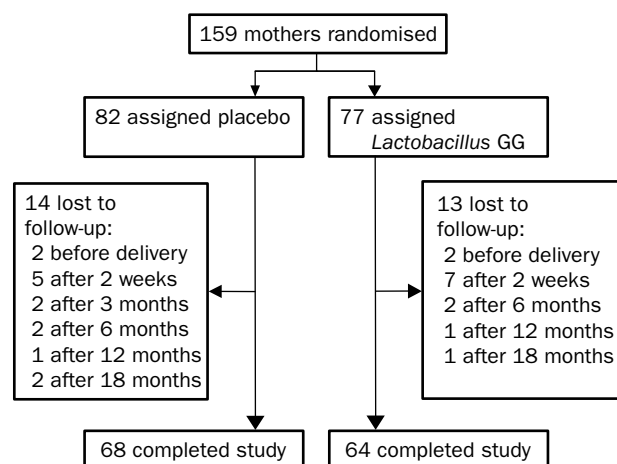 159 mothers randomised
82 assigned placebo
77 assigned
Lactobacillus GG
14 lost to
follow-up:
2 before delivery
5 after 2 weeks
2 after 3 months
2 after 6 months
1 after 12 months
2 after 18 months
13 lost to
follow-up:
2 before delivery
7 after 2 weeks
2 after 6 months
1 after 12 months
1 after 18 months
68 completed study
64 completed study